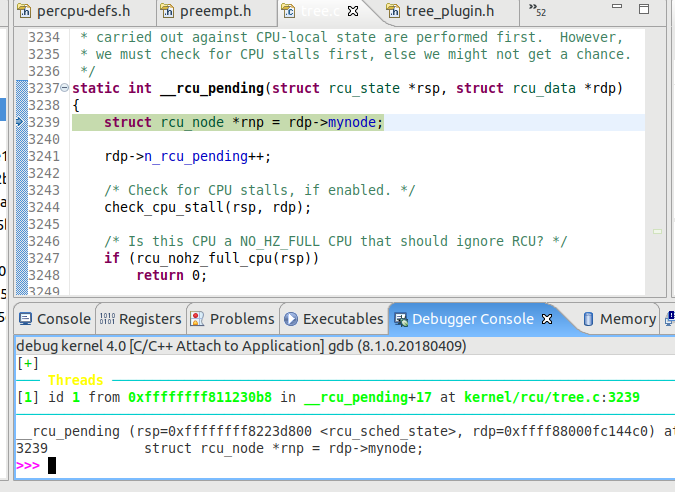 percpu-defs.h preempt.h tree.c tree_plugin.h »52
3234 * carried out against CPU-local state are performed first. However,
3235 * we must check for CPU stalls first, else we might not get a chance.
3236 */
3237 static int __rcu_pending(struct rcu_state *rsp, struct rcu_data *rdp)
3238 {
3239 struct rcu_node *rnp = rdp->mynode;
3240
3241 rdp->n_rcu_pending++;
3242
3243 /* Check for CPU stalls, if enabled. */
3244 check_cpu_stall(rsp, rdp);
3245
3246 /* Is this CPU a NO_HZ_FULL CPU that should ignore RCU? */
3247 if (rcu_nohz_full_cpu(rsp))
3248 return 0;
3249
Console Registers Problems Executables Debugger Console Memory
debug kernel 4.0 [C/C++ Attach to Application] gdb (8.1.0.20180409)
[+]
Threads
[1] id 1 from 0xffffffff811230b8 in __rcu_pending+17 at kernel/rcu/tree.c:3239
__rcu_pending (rsp=0xffffffff8223d800 <rcu_sched_state>, rdp=0xffff88000fc144c0) at
3239 struct rcu_node *rnp = rdp->mynode;
>>>